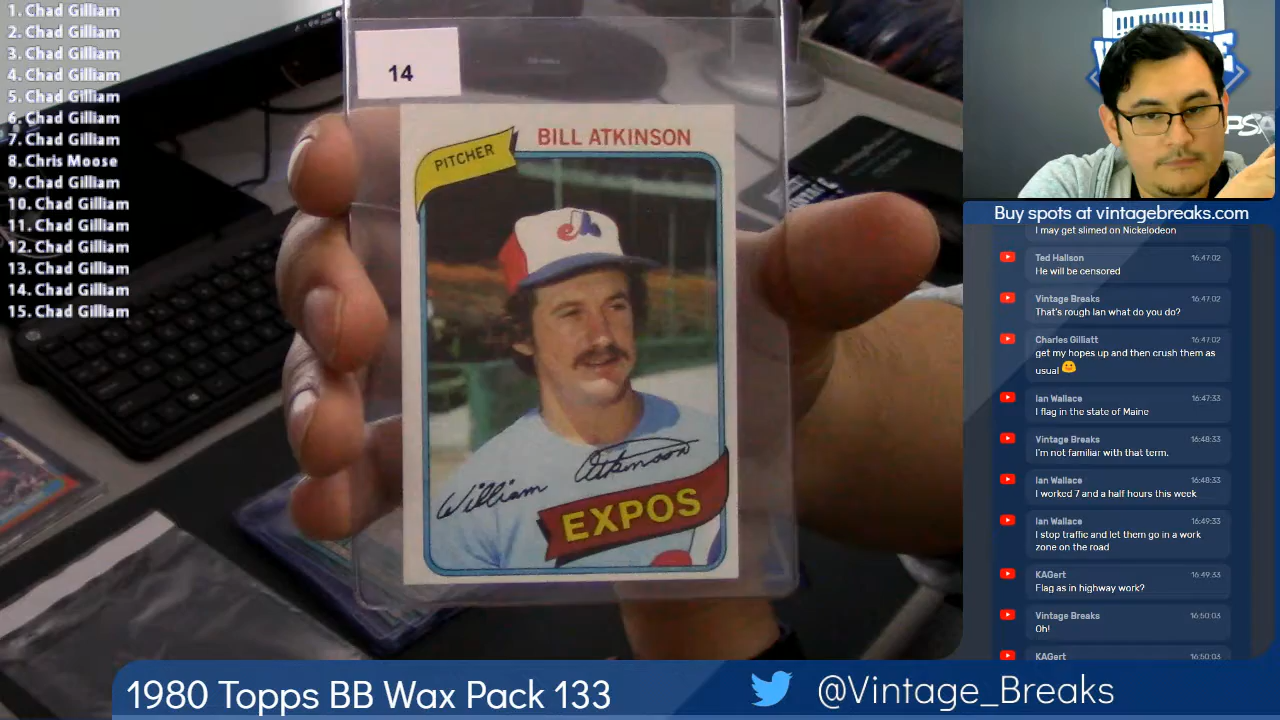 1. Chad Gilliam
2. Chad Gilliam
3. Chad Gilliam
4. Chad Gilliam
5. Chad Gilliam
6. Chad Gilliam
7. Chad Gilliam
8. Chris Moose
9. Chad Gilliam
10. Chad Gilliam
11. Chad Gilliam
12. Chad Gilliam
13. Chad Gilliam
14. Chad Gilliam
15. Chad Gilliam
14
PITCHER
BILL ATKINSON
William Atkinson
EXPOS
Buy spots at vintagebreaks.com
I may get slimed on Nickelodeon
Ted Halison 16:47:02
He will be censored
Vintage Breaks 16:47:02
That's rough Ian what do you do?
Charles Gilliatt 16:47:02
get my hopes up and then crush them as
usual
Ian Wallace 16:47:33
I flag in the state of Maine
Vintage Breaks 16:48:33
I'm not familiar with that term.
Ian Wallace 16:48:33
I worked 7 and a half hours this week
Ian Wallace 16:49:33
I stop traffic and let them go in a work
zone on the road
KAGert 16:49:33
Flag as in highway work?
Vintage Breaks 16:50:03
Oh!
KAGert 16:50:03
1980 Topps BB Wax Pack 133
@Vintage_Breaks